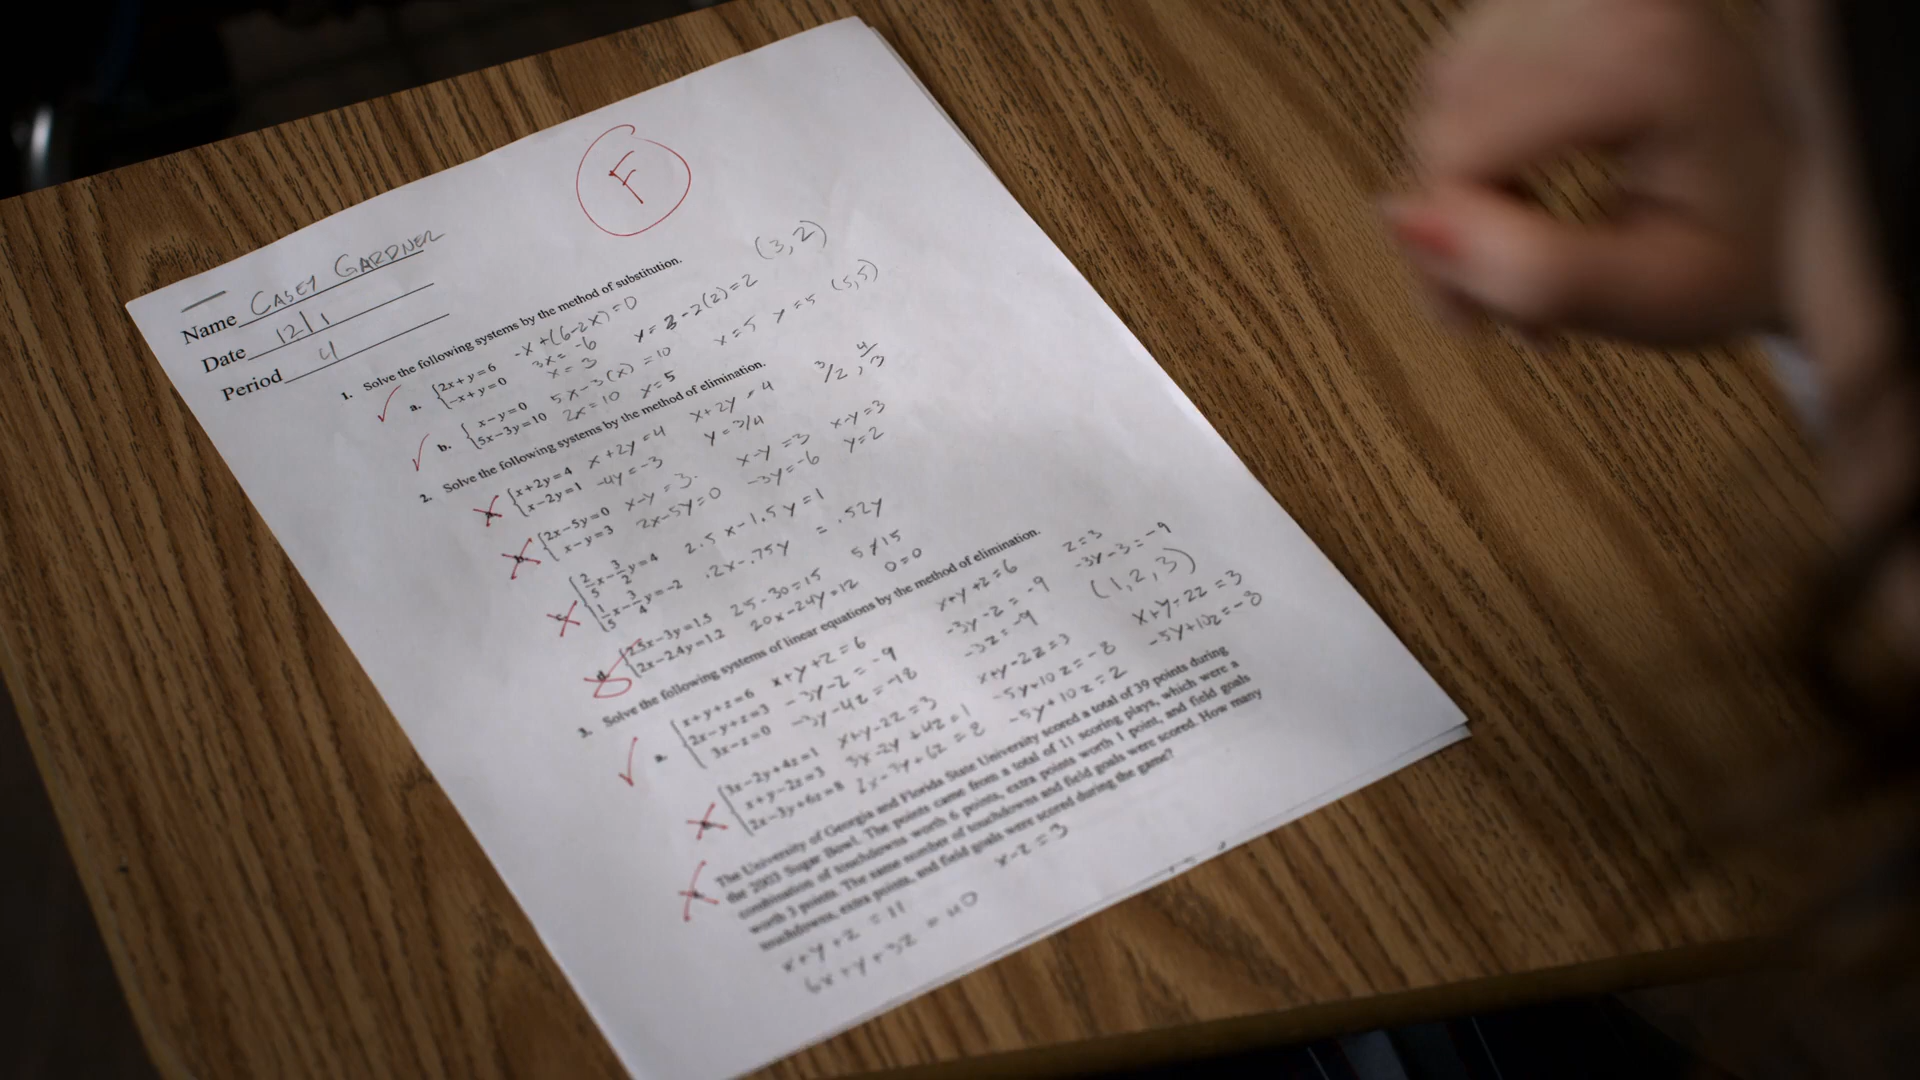 F
Name CASEY GARDNER
Date 12/1
Period 4
1. Solve the following systems by the method of substitution.
a. 2x+y=6 -x+(6-2x)=0 (3,2)
-x+y=0 3x=-6 y=8-2(2)=2
x=3
b. x-y=0 5x-3(x)=10 x=5 y=5 (5,5)
5x-3y=10 2x=10 x=5
2. Solve the following systems by the method of elimination.
x+2y=4 x+2y=4 x+2y=4 3/2, 4/3
x-2y=1 -4y=-3 y=3/4
2x-5y=0 x-y=3. x-y=3 x-y=3
x-y=3 2x-5y=0 -3y=-6 y=2
2/5x-3/2y=4 2.5x-1.5y=1
1/5x-3/4y=-2 .2x-.75y = .52y
d. 2.5x-3y=1.5 25-30=15 5≠15
2x-2.4y=1.2 20x-24y=12 0=0
3. Solve the following systems of linear equations by the method of elimination.
a. x+y+z=6 x+y+z=6 x+y+z=6 z=3
2x-y+z=3 -3y-z=-9 -3y-z=-9 -3y-3=-9
3x-z=0 -3y-4z=-18 -3z=-9 (1,2,3)
3x-2y+4z=1 x+y-2z=3 x+y-2z=3 x+y-2z=3
x+y-2z=3 3x-2y+4z=1 -5y+10z=-8 -5y+10z=-8
2x-3y+6z=8 2x-3y+6z=8 -5y+10z=2
The University of Georgia and Florida State University scored a total of 39 points during
the 2003 Sugar Bowl. The points came from a total of 11 scoring plays, which were a
combination of touchdowns worth 6 points, extra points worth 1 point, and field goals
worth 3 points. The same number of touchdowns and field goals were scored. How many
touchdowns, extra points, and field goals were scored during the game?
x+y+z=11 x-z=3
6x+y+3z=40